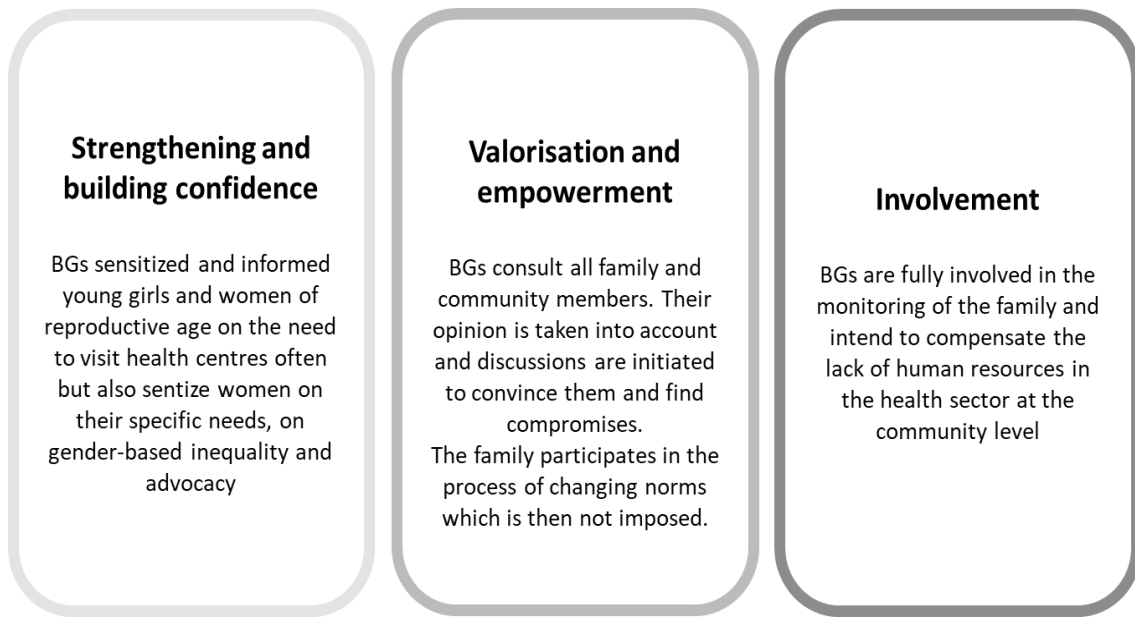 Strengthening and
building confidence
BGs sensitized and informed
young girls and women of
reproductive age on the need
to visit health centres often
but also sentize women on
their specific needs, on
gender-based inequality and
advocacy
Valorisation and
empowerment
BGs consult all family and
community members. Their
opinion is taken into account
and discussions are initiated
to convince them and find
compromises.
The family participates in the
process of changing norms
which is then not imposed.
Involvement
BGs are fully involved in the
monitoring of the family and
intend to compensate the
lack of human resources in
the health sector at the
community level